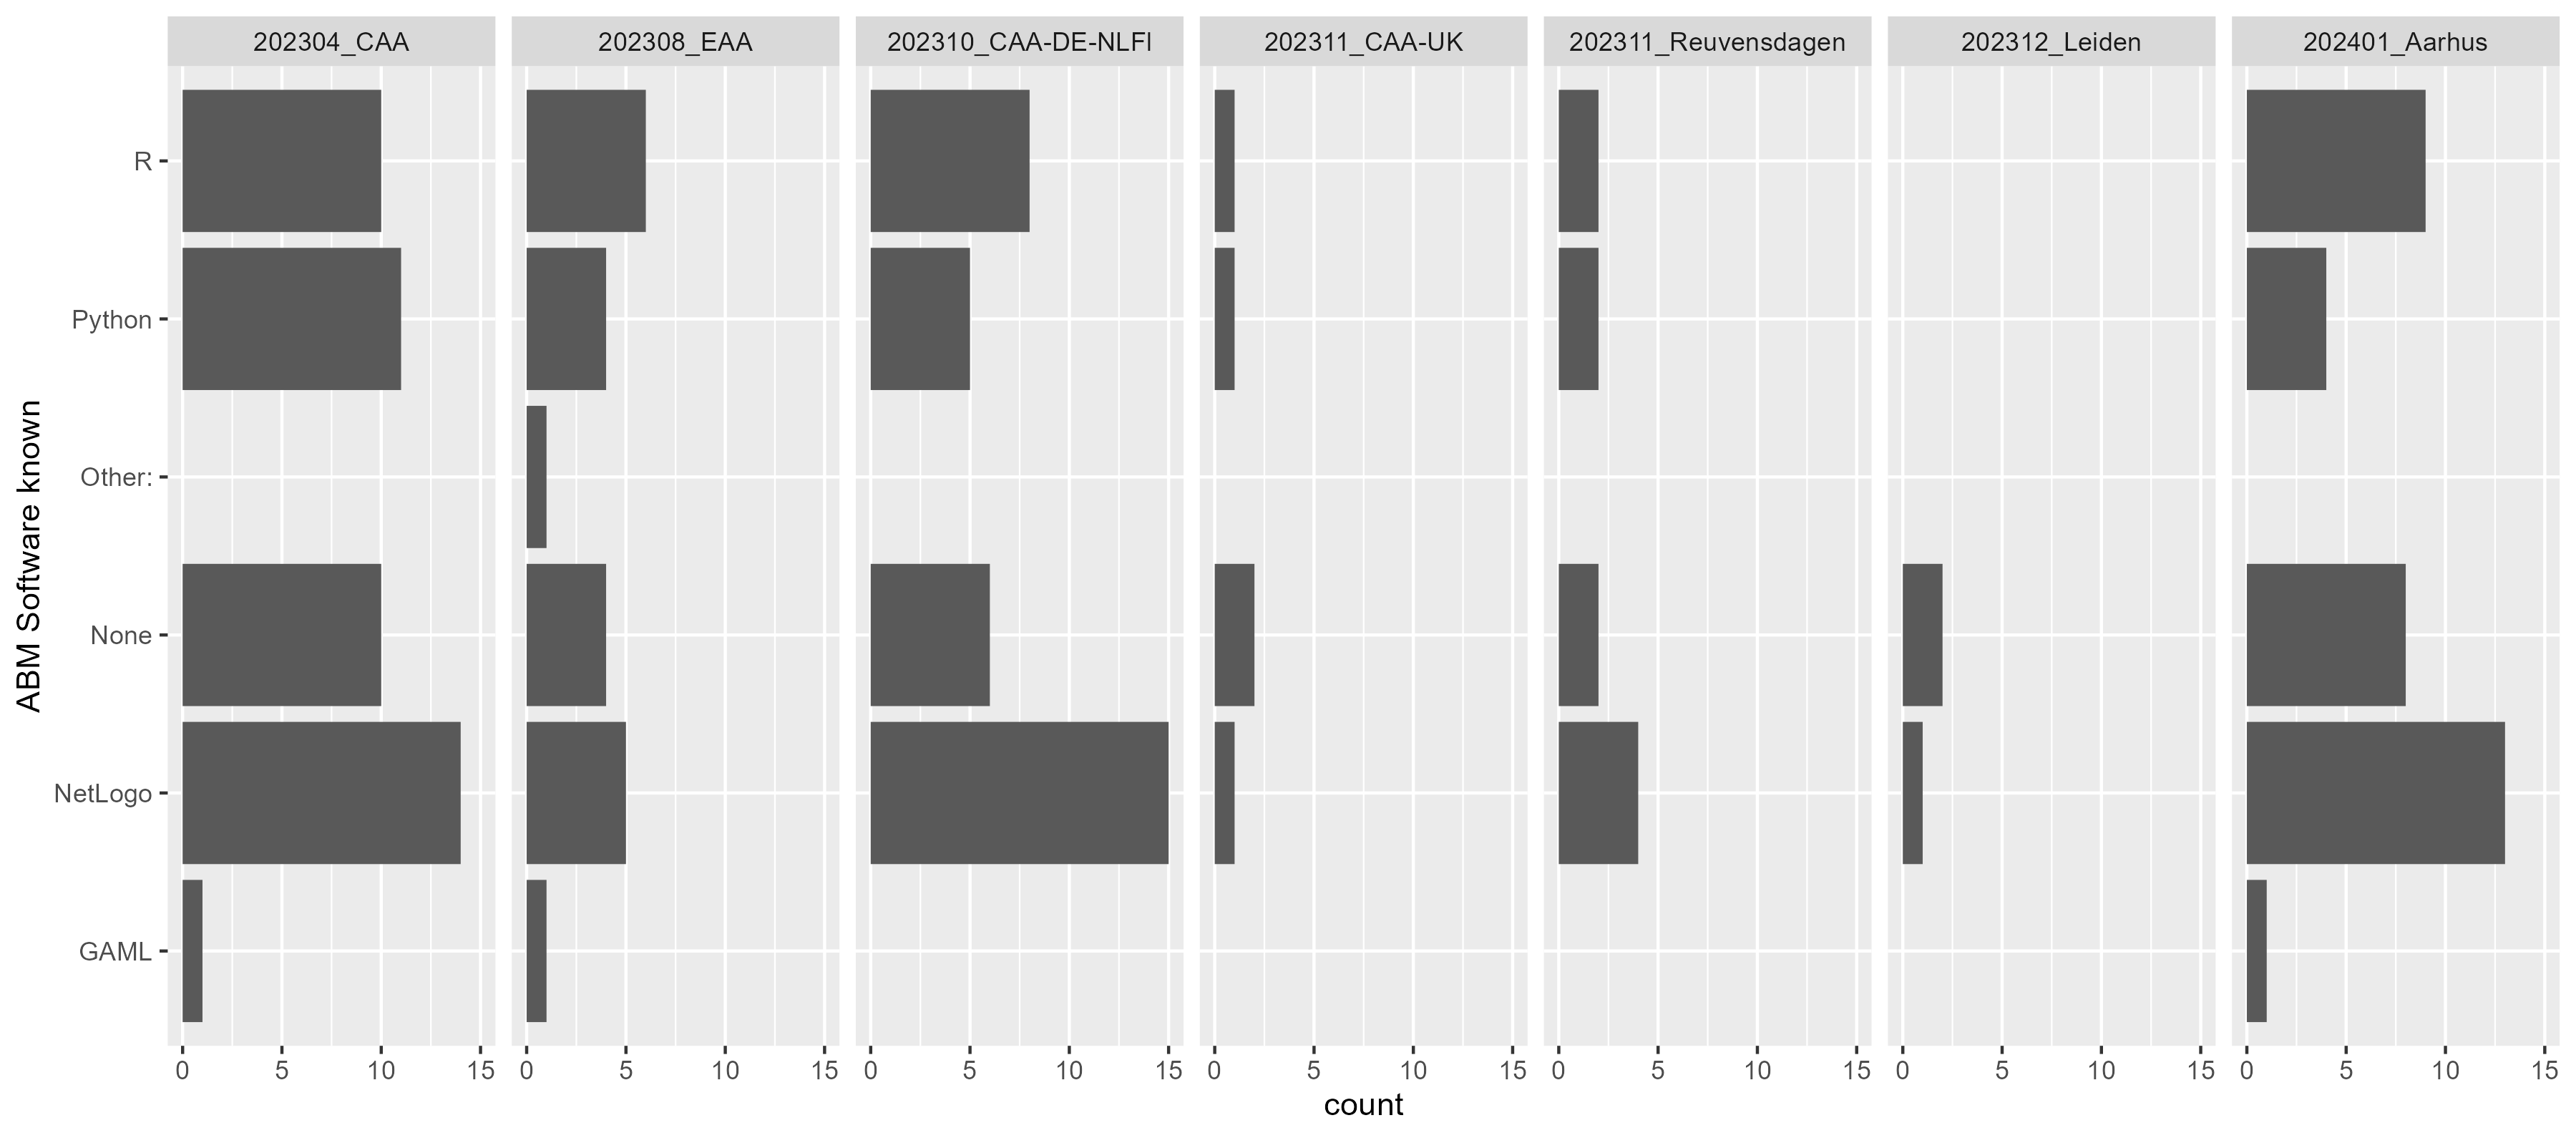 202304_CAA 202308_EAA 202310_CAA-DE-NLFl 202311_CAA-UK 202311_Reuvensdagen 202312_Leiden 202401_Aarhus
ABM Software known
R
Python
Other:
None
NetLogo
GAML
0 5 10 15 0 5 10 15 0 5 10 15 0 5 10 15 0 5 10 15 0 5 10 15 0 5 10 15
count